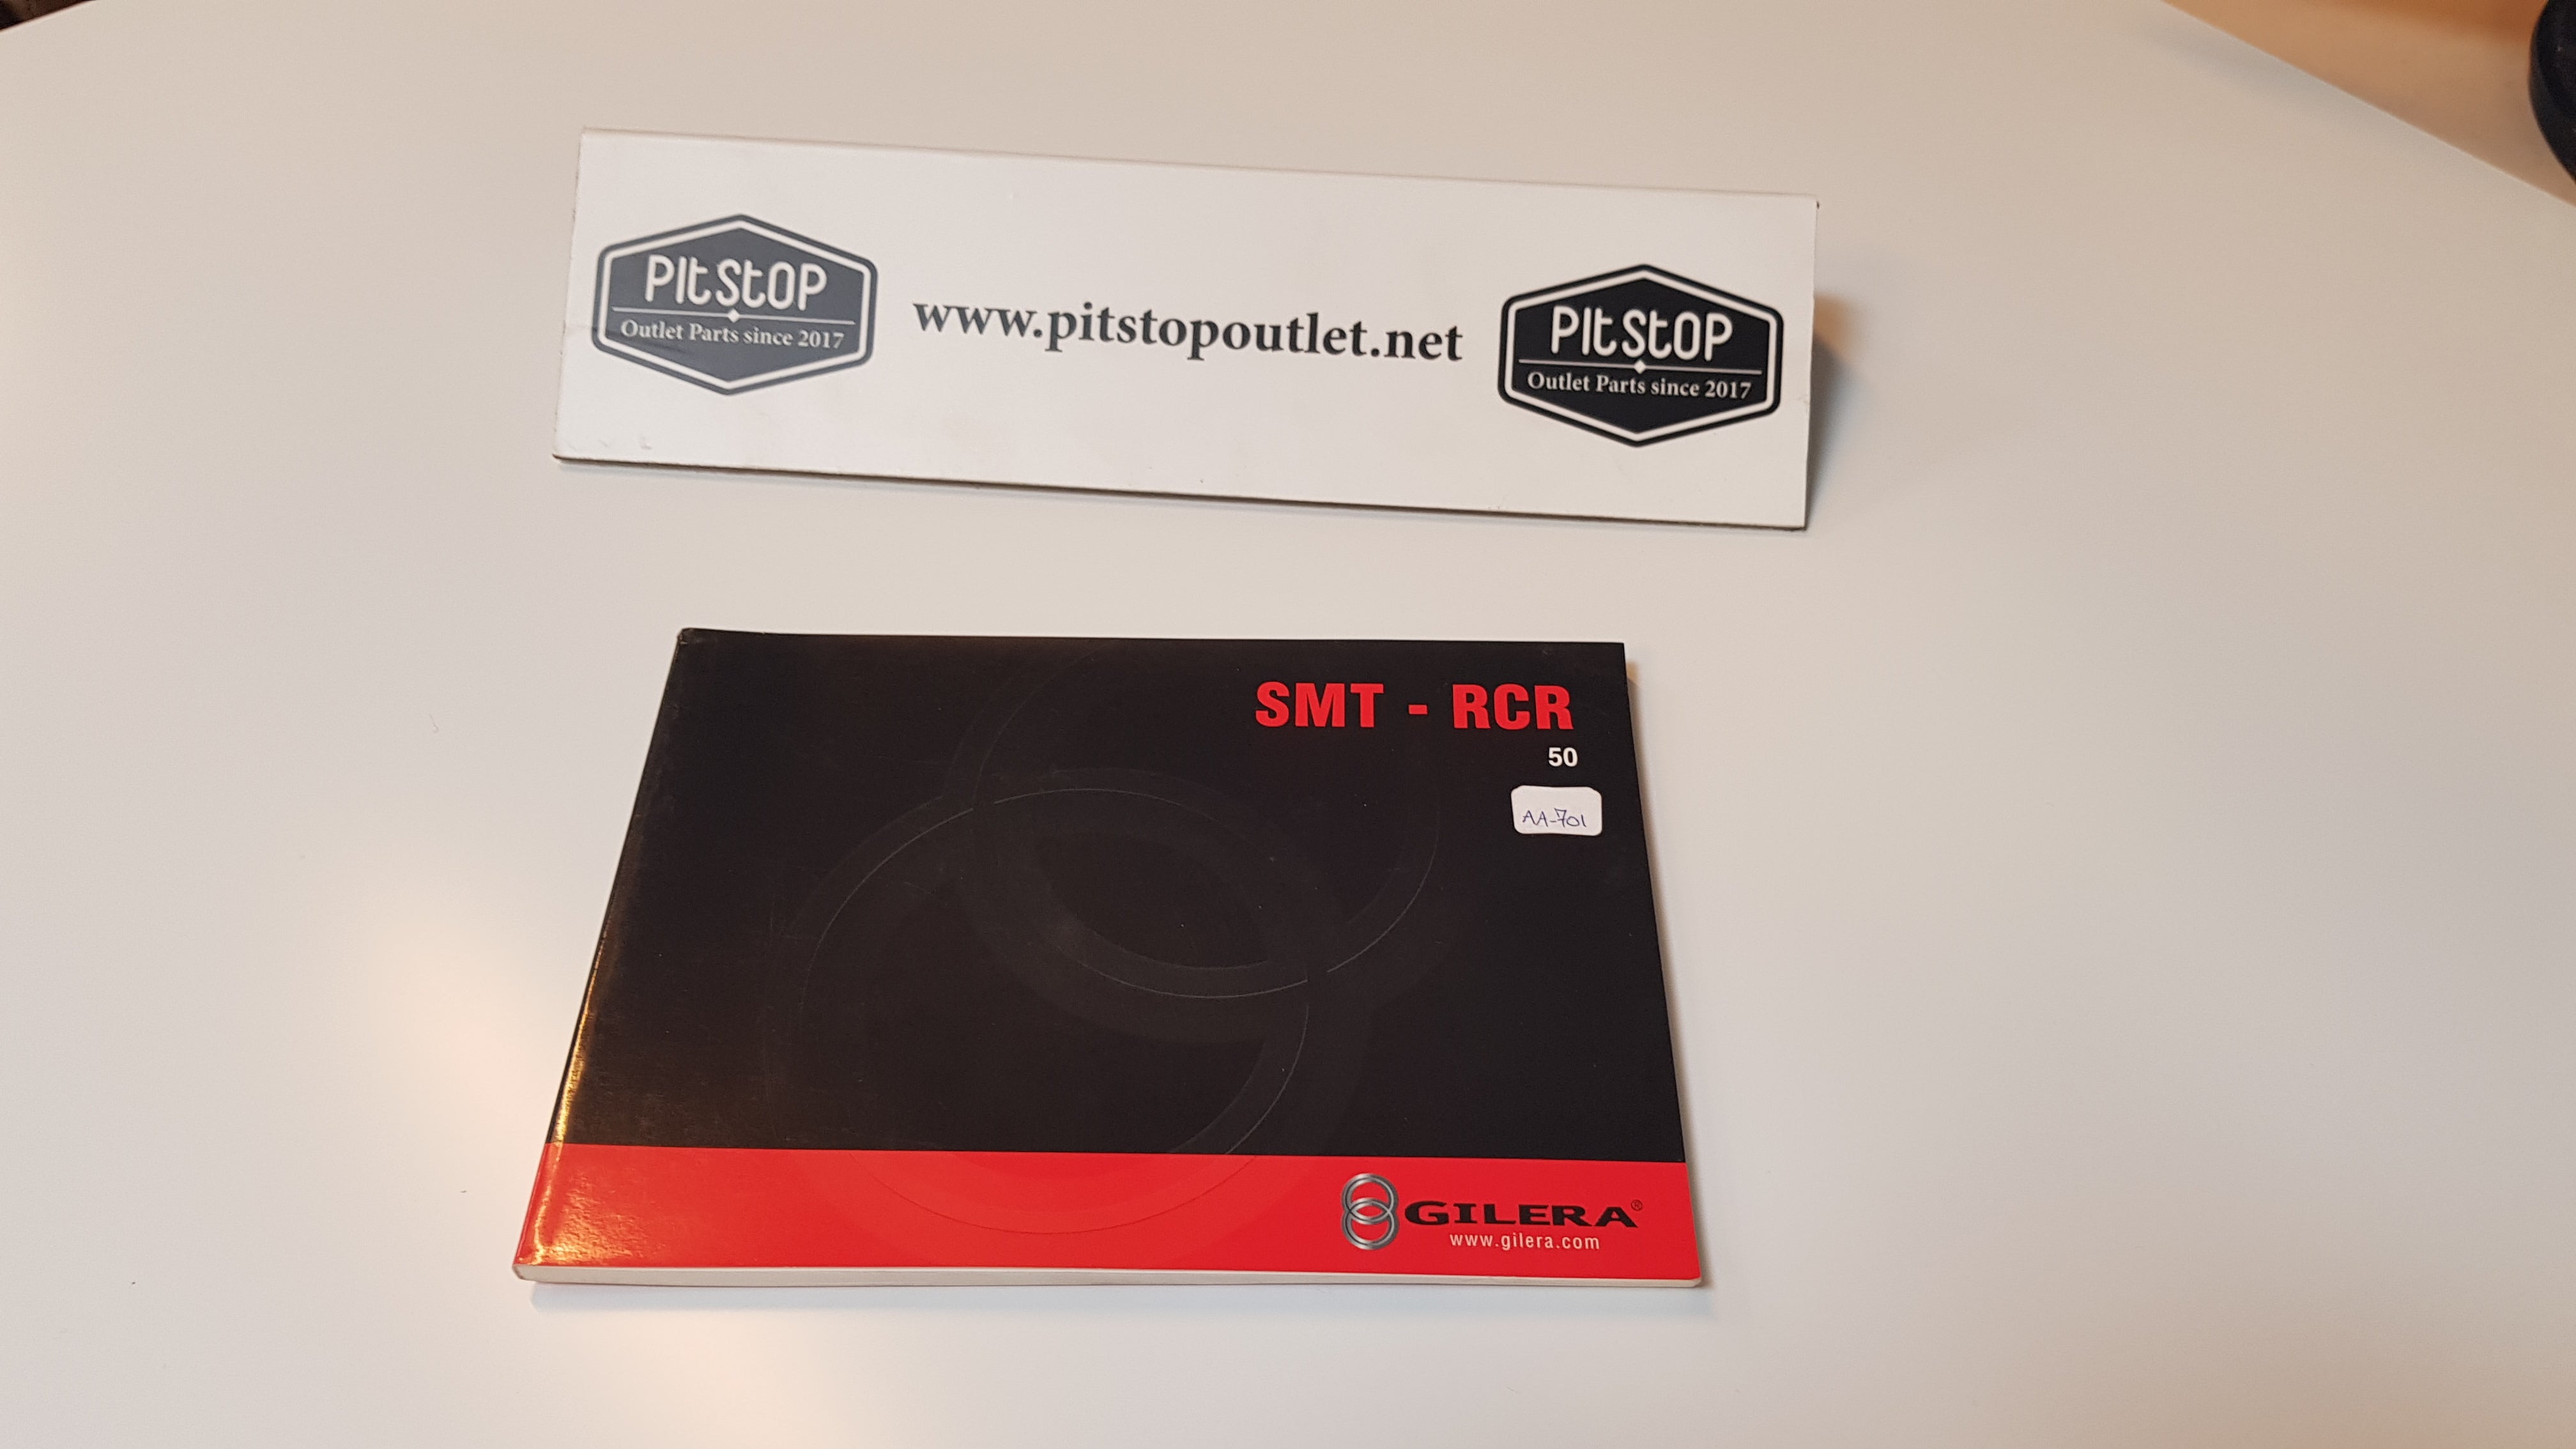 PitStOP
Outlet Parts since 2017
www.pitstopoutlet.net
PitStOP
Outlet Parts since 2017
SMT - RCR
50
AA-701
GILERA®
www.gilera.com